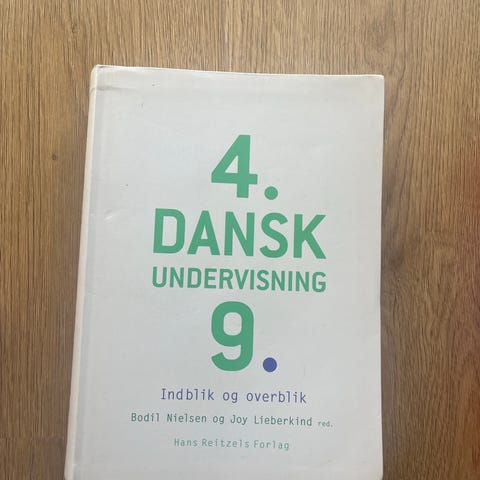 4.
DANSK
UNDERVISNING
9.
Indblik og overblik
Bodil Nielsen og Joy Lieberkind red.
Hans Reitzels Forlag